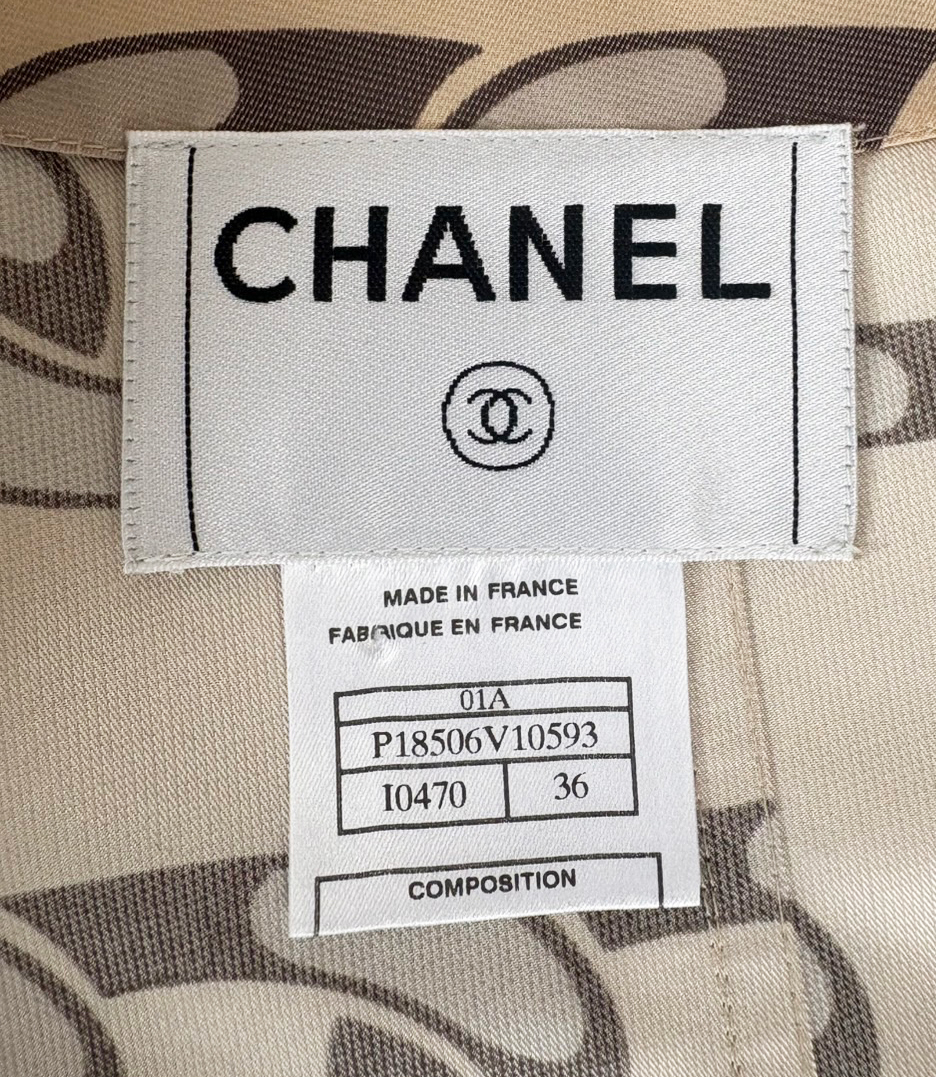 CHANEL
MADE IN FRANCE
FABRIQUE EN FRANCE
01A
P18506V10593
I0470 36
COMPOSITION